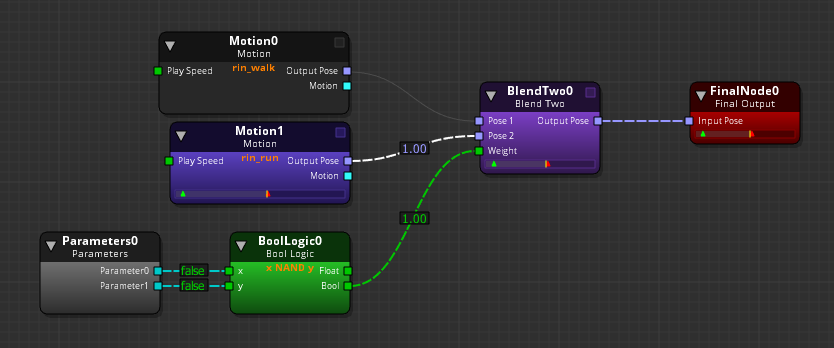 Motion0
Motion
rin_walk
Play Speed
Output Pose
Motion
Motion1
Motion
rin_run
Play Speed
Output Pose
Motion
1.00
BlendTwo0
Blend Two
Pose 1
Output Pose
Pose 2
Weight
FinalNode0
Final Output
Input Pose
1.00
Parameters0
Parameters
Parameter0
Parameter1
false
false
BoolLogic0
Bool Logic
x NAND y
x
Float
y
Bool